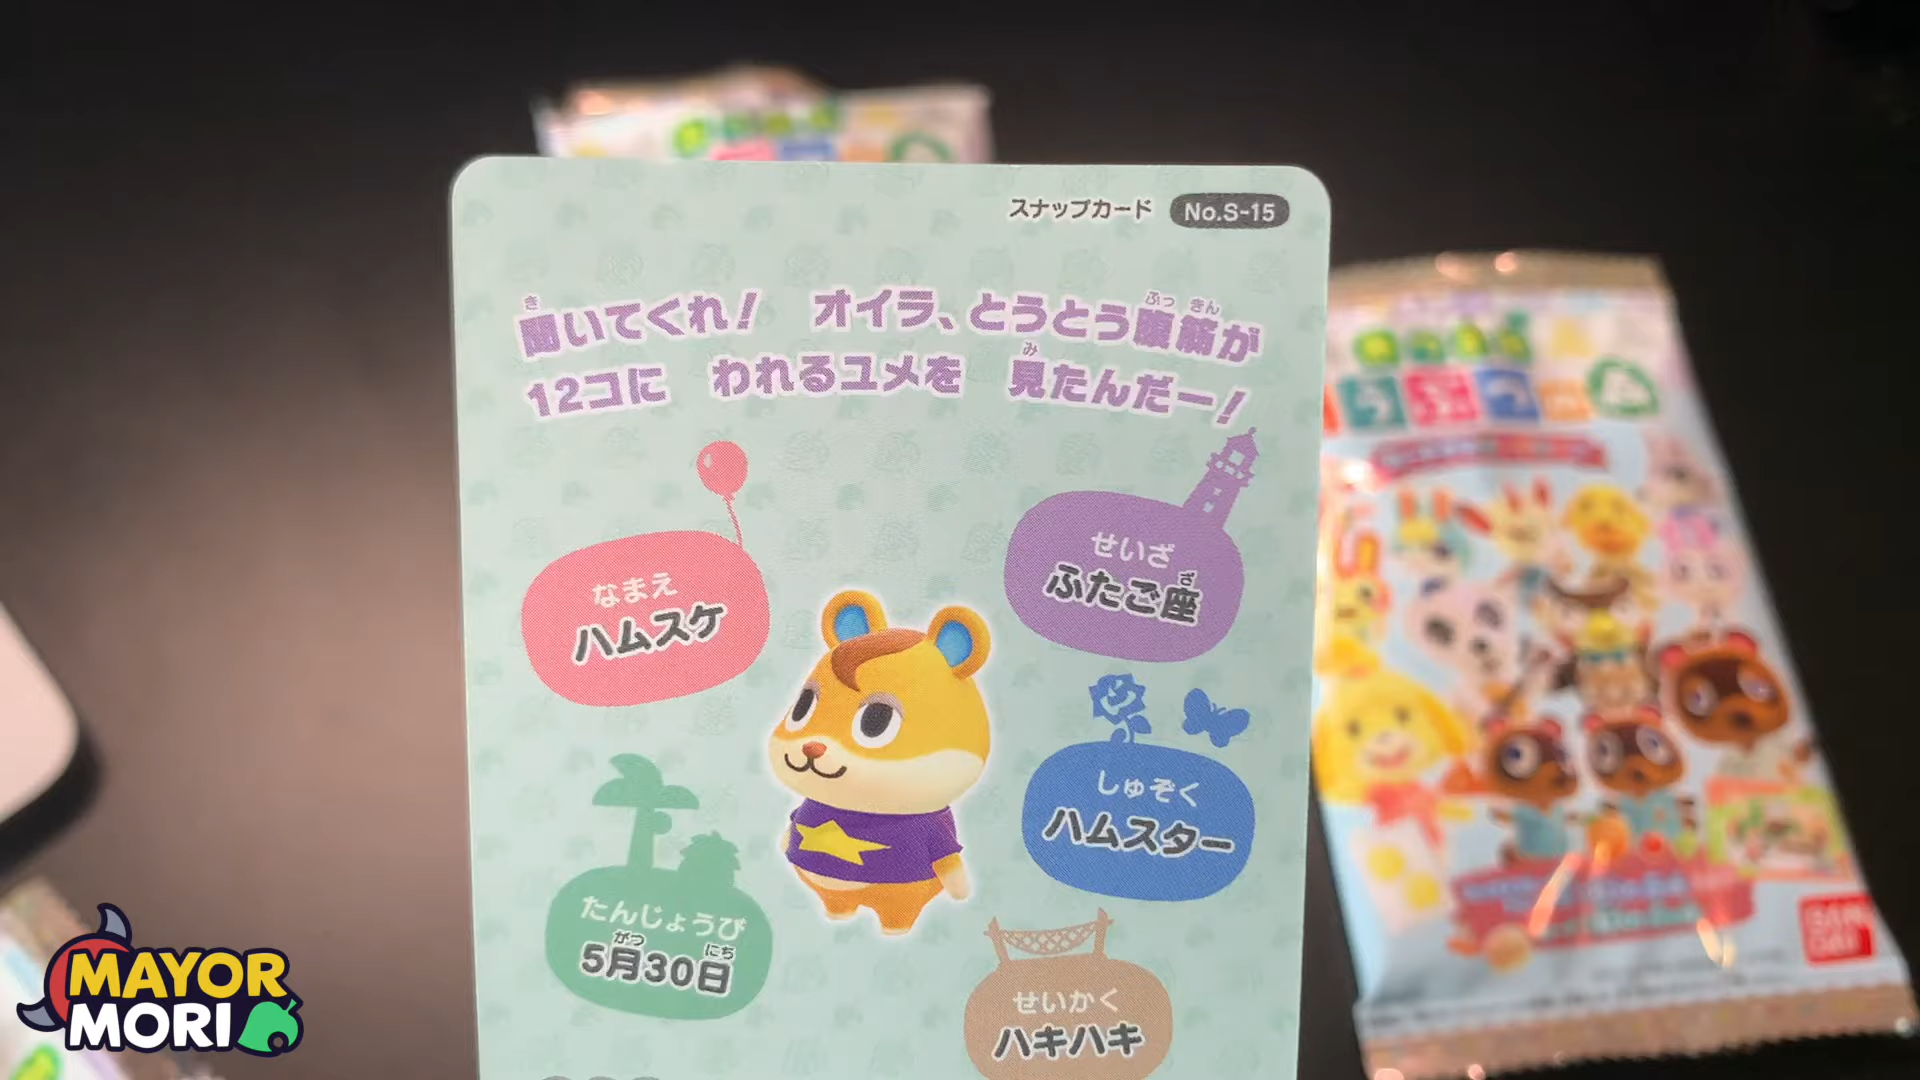 スナップカード No.S-15
聞いてくれ! オイラ、とうとう腹筋が
12コに われるユメを 見たんだー!
なまえ
ハムスケ
せいざ
ふたご座
しゅぞく
ハムスター
たんじょうび
5月30日
せいかく
ハキハキ
BAN
DAI
MAYOR
MORI